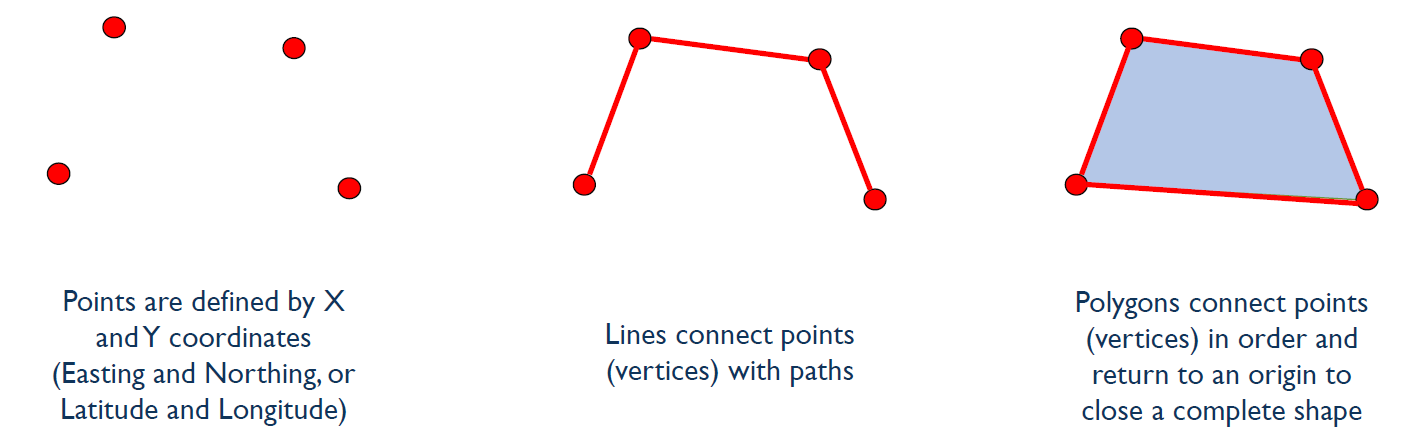 Points are defined by X
and Y coordinates
(Easting and Northing, or
Latitude and Longitude)
Lines connect points
(vertices) with paths
Polygons connect points
(vertices) in order and
return to an origin to
close a complete shape